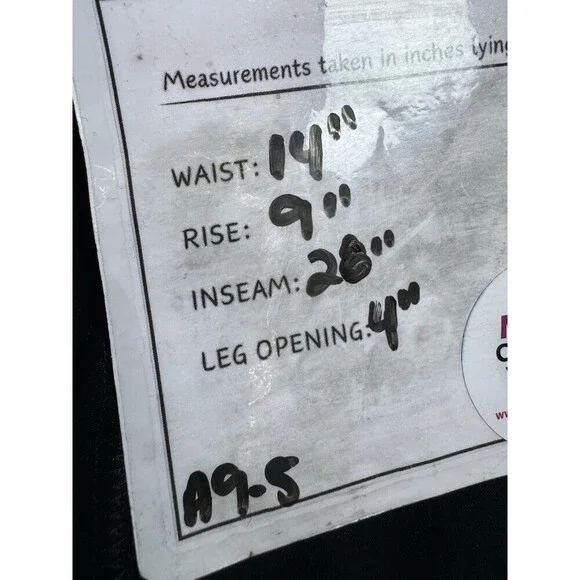 Measurements taken in inches lying
WAIST: 14"
RISE: 9"
INSEAM: 28"
LEG OPENING: 4"
A9-5